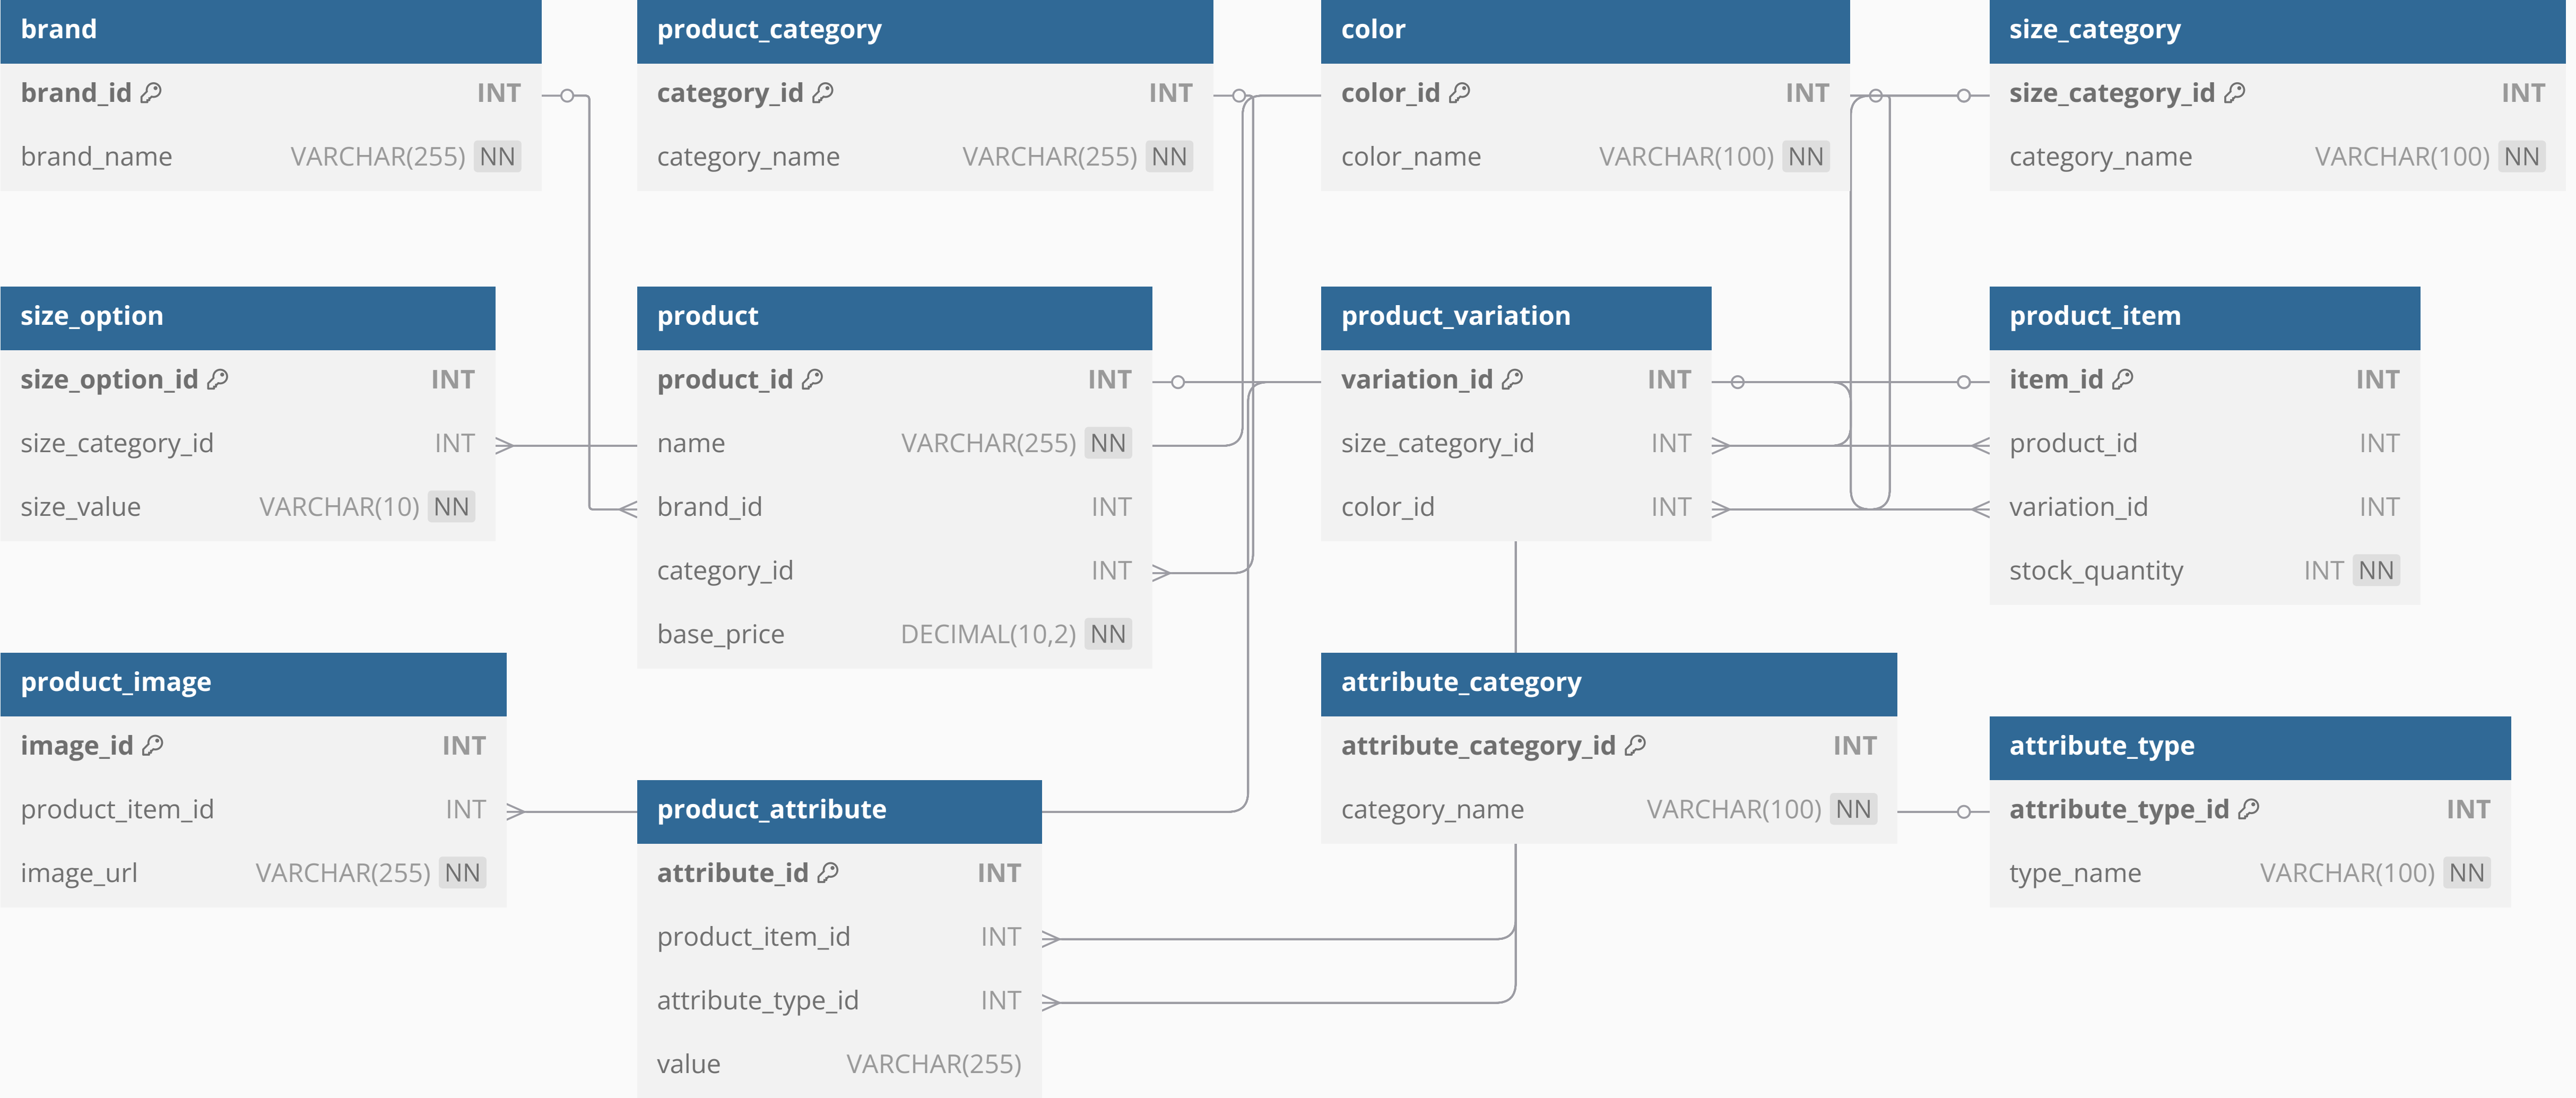 brand
brand_id INT
brand_name VARCHAR(255) NN
product_category
category_id INT
category_name VARCHAR(255) NN
color
color_id INT
color_name VARCHAR(100) NN
size_category
size_category_id INT
category_name VARCHAR(100) NN
size_option
size_option_id INT
size_category_id INT
size_value VARCHAR(10) NN
product
product_id INT
name VARCHAR(255) NN
brand_id INT
category_id INT
base_price DECIMAL(10,2) NN
product_variation
variation_id INT
size_category_id INT
color_id INT
product_item
item_id INT
product_id INT
variation_id INT
stock_quantity INT NN
product_image
image_id INT
product_item_id INT
image_url VARCHAR(255) NN
product_attribute
attribute_id INT
product_item_id INT
attribute_type_id INT
value VARCHAR(255)
attribute_category
attribute_category_id INT
category_name VARCHAR(100) NN
attribute_type
attribute_type_id INT
type_name VARCHAR(100) NN